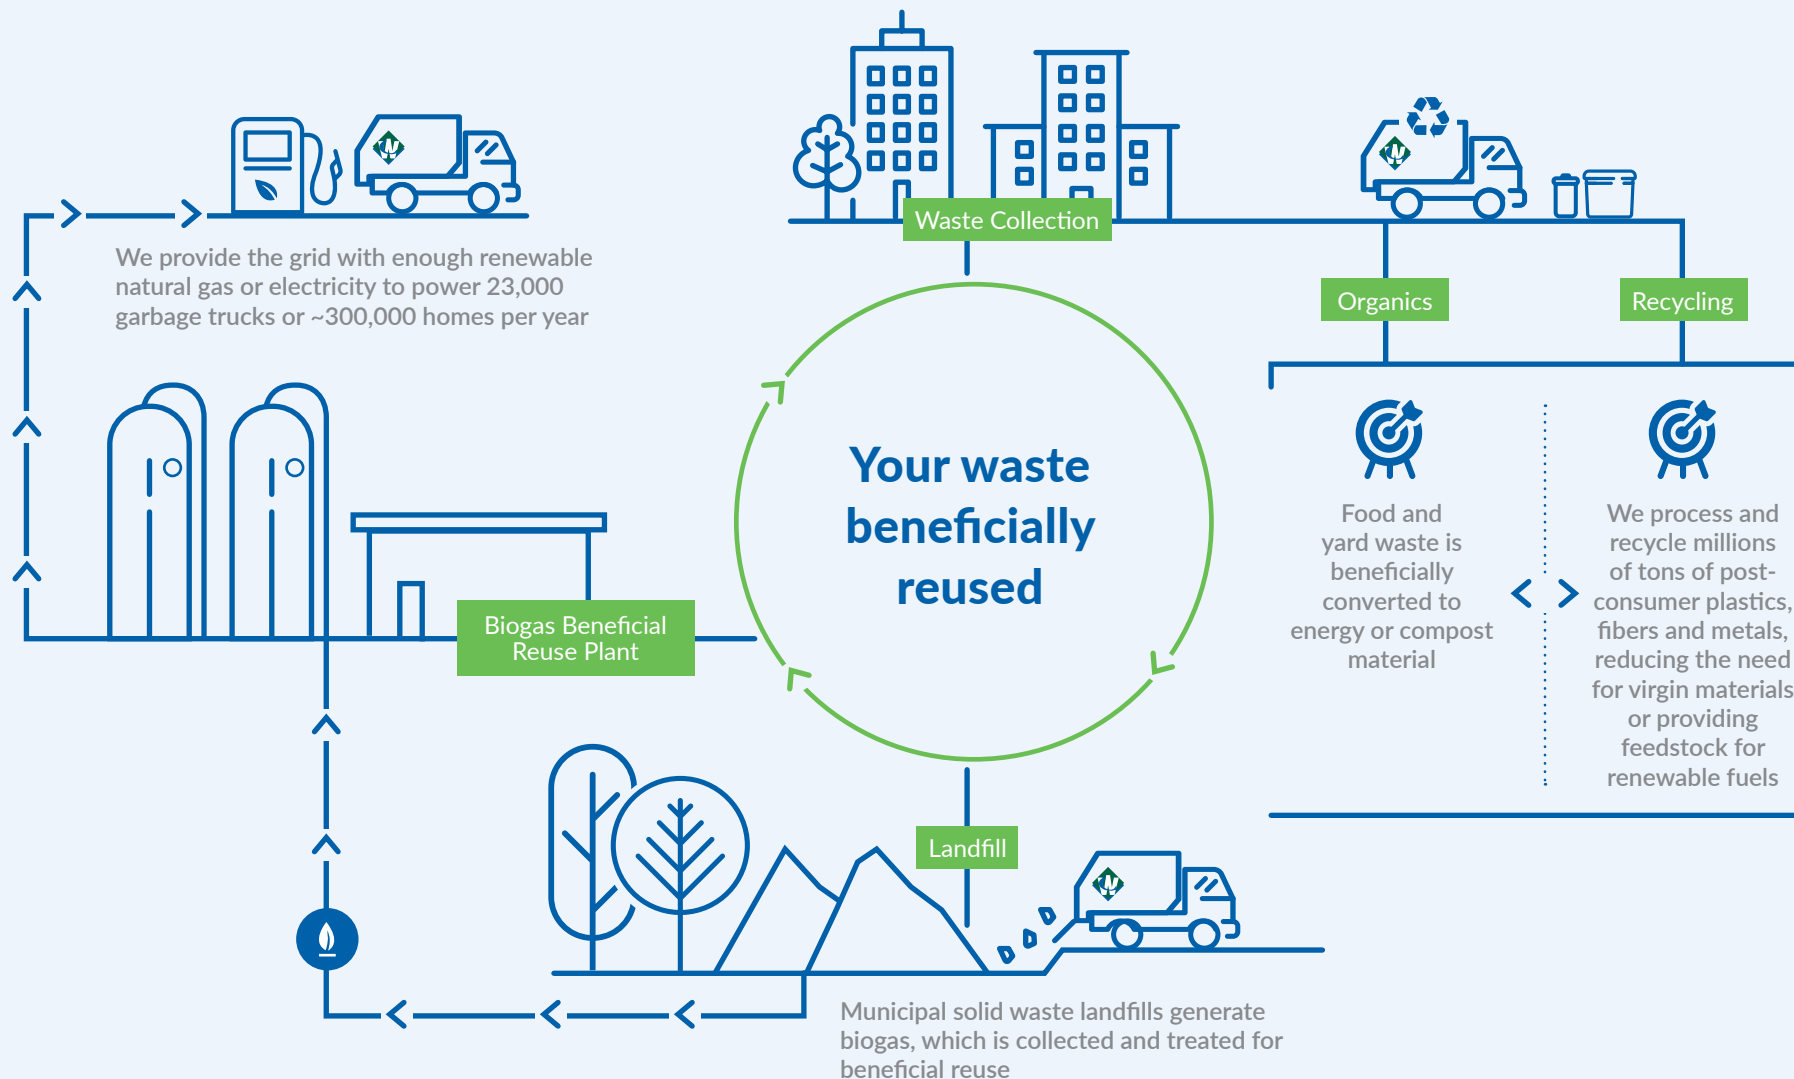 Waste Collection
We provide the grid with enough renewable
natural gas or electricity to power 23,000
garbage trucks or ~300,000 homes per year
Organics
Recycling
Your waste
beneficially
reused
Food and
yard waste is
beneficially
converted to
energy or compost
material
We process and
recycle millions
of tons of post-
consumer plastics,
fibers and metals,
reducing the need
for virgin materials
or providing
feedstock for
renewable fuels
Biogas Beneficial
Reuse Plant
Landfill
Municipal solid waste landfills generate
biogas, which is collected and treated for
beneficial reuse